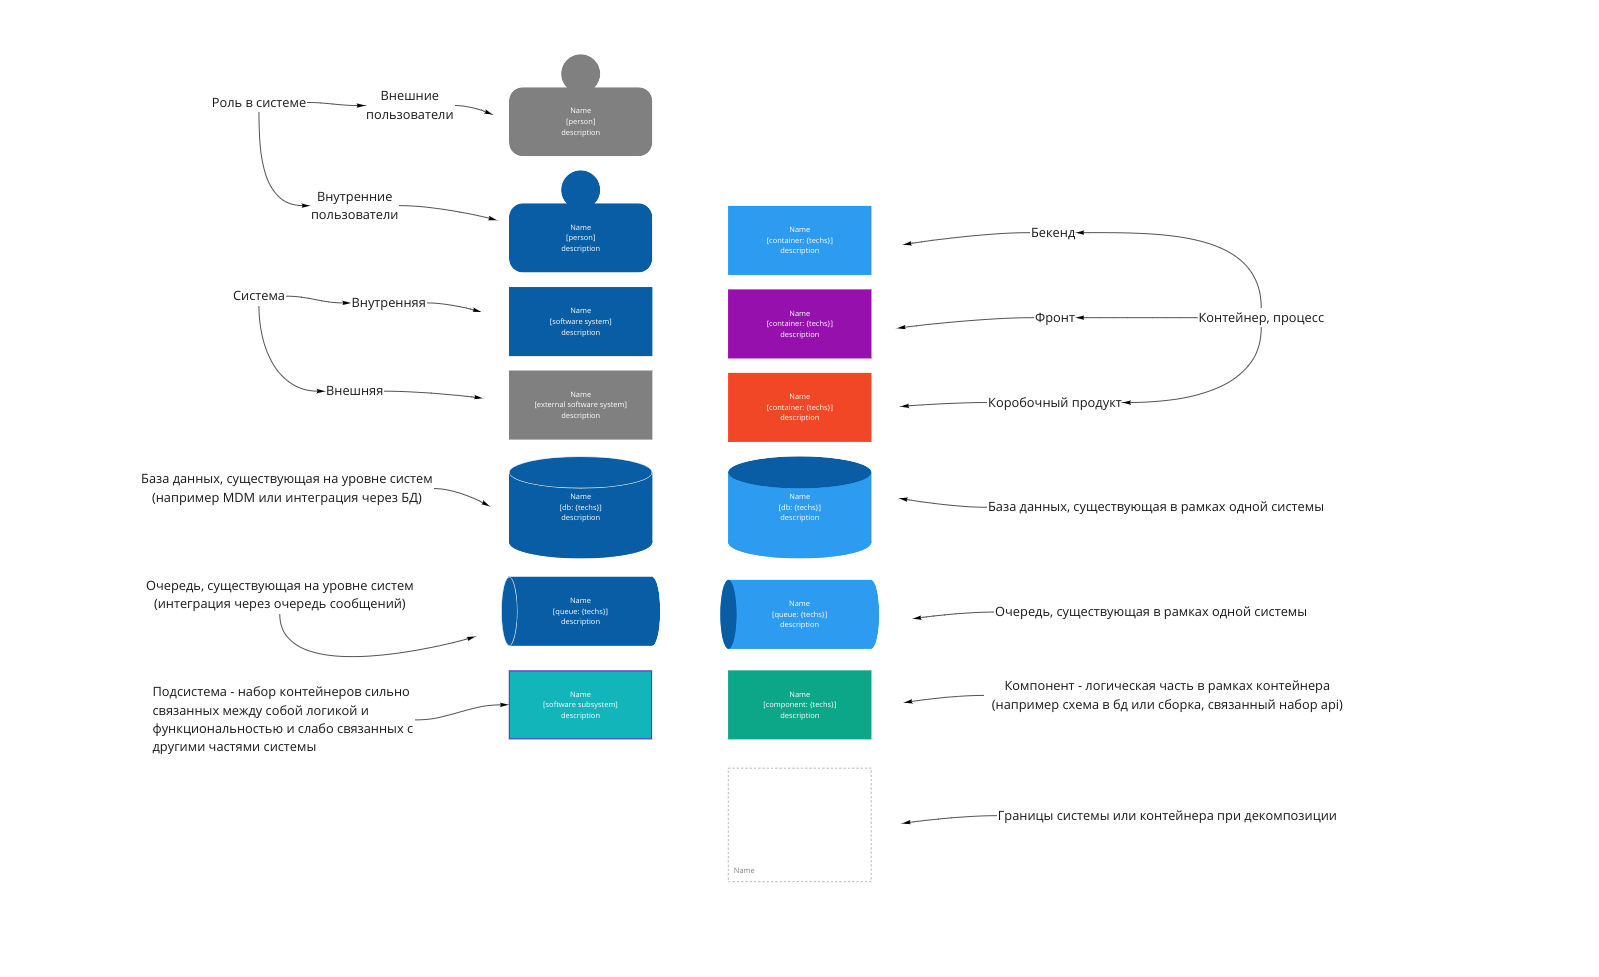 Роль в системе
Внешние
пользователи
Name
[person]
description
Внутренние
пользователи
Name
[person]
description
Name
[container: {techs}]
description
Бекенд
Система
Внутренняя
Name
[software system]
description
Name
[container: {techs}]
description
Фронт
Контейнер, процесс
Внешняя
Name
[external software system]
description
Name
[container: {techs}]
description
Коробочный продукт
База данных, существующая на уровне систем
(например MDM или интеграция через БД)
Name
[db: {techs}]
description
Name
[db: {techs}]
description
База данных, существующая в рамках одной системы
Очередь, существующая на уровне систем
(интеграция через очередь сообщений)
Name
[queue: {techs}]
description
Name
[queue: {techs}]
description
Очередь, существующая в рамках одной системы
Подсистема - набор контейнеров сильно
связанных между собой логикой и
функциональностью и слабо связанных с
другими частями системы
Name
[software subsystem]
description
Name
[component: {techs}]
description
Компонент - логическая часть в рамках контейнера
(например схема в бд или сборка, связанный набор api)
Name
Границы системы или контейнера при декомпозиции